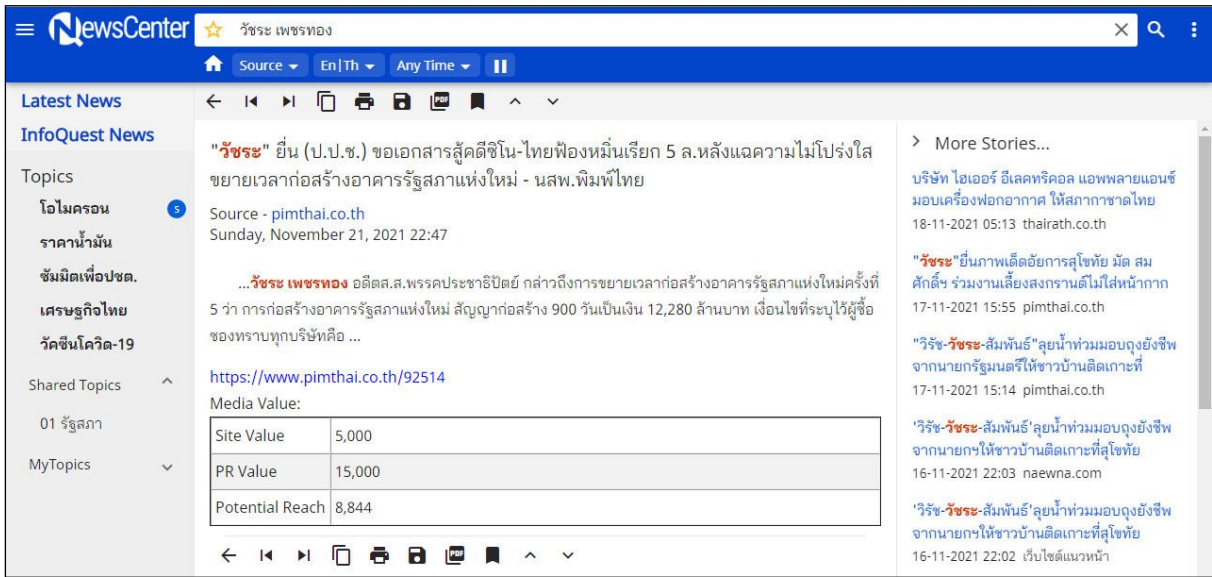 NewsCenter
วัชระ เพชรทอง
Source
En|Th
Any Time
Latest News
InfoQuest News
Topics
โอไมครอน
5
ราคาน้ำมัน
ซัมมิตเพื่อปชต.
เศรษฐกิจไทย
วัคซีนโควิด-19
Shared Topics
01 รัฐสภา
MyTopics
PDF
"วัชระ" ยื่น (ป.ป.ช.) ขอเอกสารสู้คดีซิโน-ไทยฟ้องหมิ่นเรียก 5 ล.หลังแฉความไม่โปร่งใส
ขยายเวลาก่อสร้างอาคารรัฐสภาแห่งใหม่ - นสพ.พิมพ์ไทย
Source - pimthai.co.th
Sunday, November 21, 2021 22:47
...วัชระ เพชรทอง อดีตส.ส.พรรคประชาธิปัตย์ กล่าวถึงการขยายเวลาก่อสร้างอาคารรัฐสภาแห่งใหม่ครั้งที่
5 ว่า การก่อสร้างอาคารรัฐสภาแห่งใหม่ สัญญาก่อสร้าง 900 วันเป็นเงิน 12,280 ล้านบาท เงื่อนไขที่ระบุไว้ผู้ซื้อ
ซองทราบทุกบริษัทคือ ...
https://www.pimthai.co.th/92514
Media Value:
Site Value 5,000
PR Value 15,000
Potential Reach 8,844
PDF
More Stories...
บริษัท ไฮเออร์ อีเลคทริคอล แอพพลายแอนซ์
มอบเครื่องฟอกอากาศ ให้สภากาชาดไทย
18-11-2021 05:13 thairath.co.th
"วัชระ"ยื่นภาพเด็ดอัยการสุโขทัย มัด สม
ศักดิ์ฯ ร่วมงานเลี้ยงสงกรานต์ไม่ใส่หน้ากาก
17-11-2021 15:55 pimthai.co.th
"วิรัช-วัชระ-สัมพันธ์"ลุยน้ำท่วมมอบถุงยังชีพ
จากนายกรัฐมนตรีให้ชาวบ้านติดเกาะที่
17-11-2021 15:14 pimthai.co.th
'วิรัช-วัชระ-สัมพันธ์'ลุยน้ำท่วมมอบถุงยังชีพ
จากนายกฯให้ชาวบ้านติดเกาะที่สุโขทัย
16-11-2021 22:03 naewna.com
'วิรัช-วัชระ-สัมพันธ์'ลุยน้ำท่วมมอบถุงยังชีพ
จากนายกฯให้ชาวบ้านติดเกาะที่สุโขทัย
16-11-2021 22:02 เว็บไซต์แนวหน้า